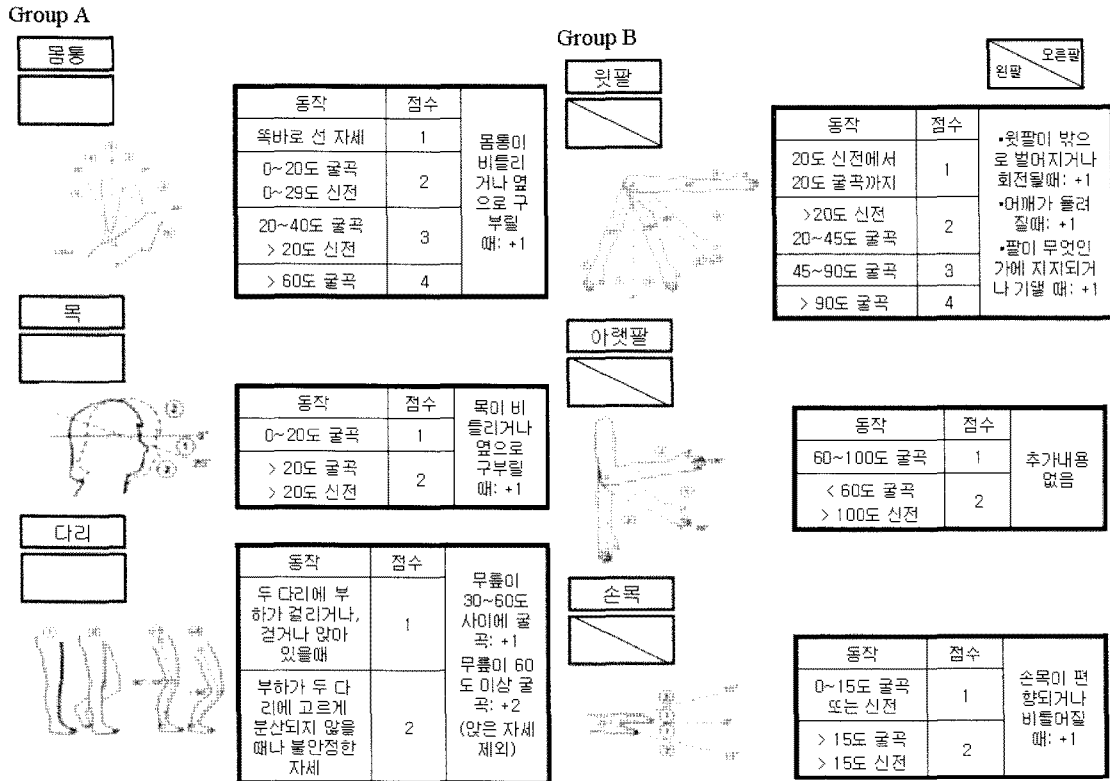 Group A
몸통
동작
점수
똑바로 선 자세
1
0~20도 굴곡
0~29도 신전
2
20~40도 굴곡
> 20도 신전
3
> 60도 굴곡
4
몸통이
비틀리
거나 옆
으로 구
부릴
때: +1
목
동작
점수
0~20도 굴곡
1
> 20도 굴곡
> 20도 신전
2
목이 비
틀리거나
옆으로
구부릴
때: +1
다리
동작
점수
두 다리에 부
하가 걸리거나,
걷거나 앉아
있을때
1
부하가 두 다
리에 고르게
분산되지 않을
때나 불안정한
자세
2
무릎이
30~60도
사이에 굴
곡: +1
무릎이 60
도 이상 굴
곡: +2
(앉은 자세
제외)
Group B
윗팔
오른팔
왼팔
동작
점수
20도 신전에서
20도 굴곡까지
1
>20도 신전
20~45도 굴곡
2
45~90도 굴곡
3
> 90도 굴곡
4
•윗팔이 밖으
로 벌어지거나
회전될때: +1
•어깨가 올려
질때: +1
•팔이 무엇인
가에 지지되거
나 기댈 때: +1
아랫팔
동작
점수
60~100도 굴곡
1
< 60도 굴곡
> 100도 신전
2
추가내용
없음
손목
동작
점수
0~15도 굴곡
또는 신전
1
> 15도 굴곡
> 15도 신전
2
손목이 편
향되거나
비틀어질
때: +1